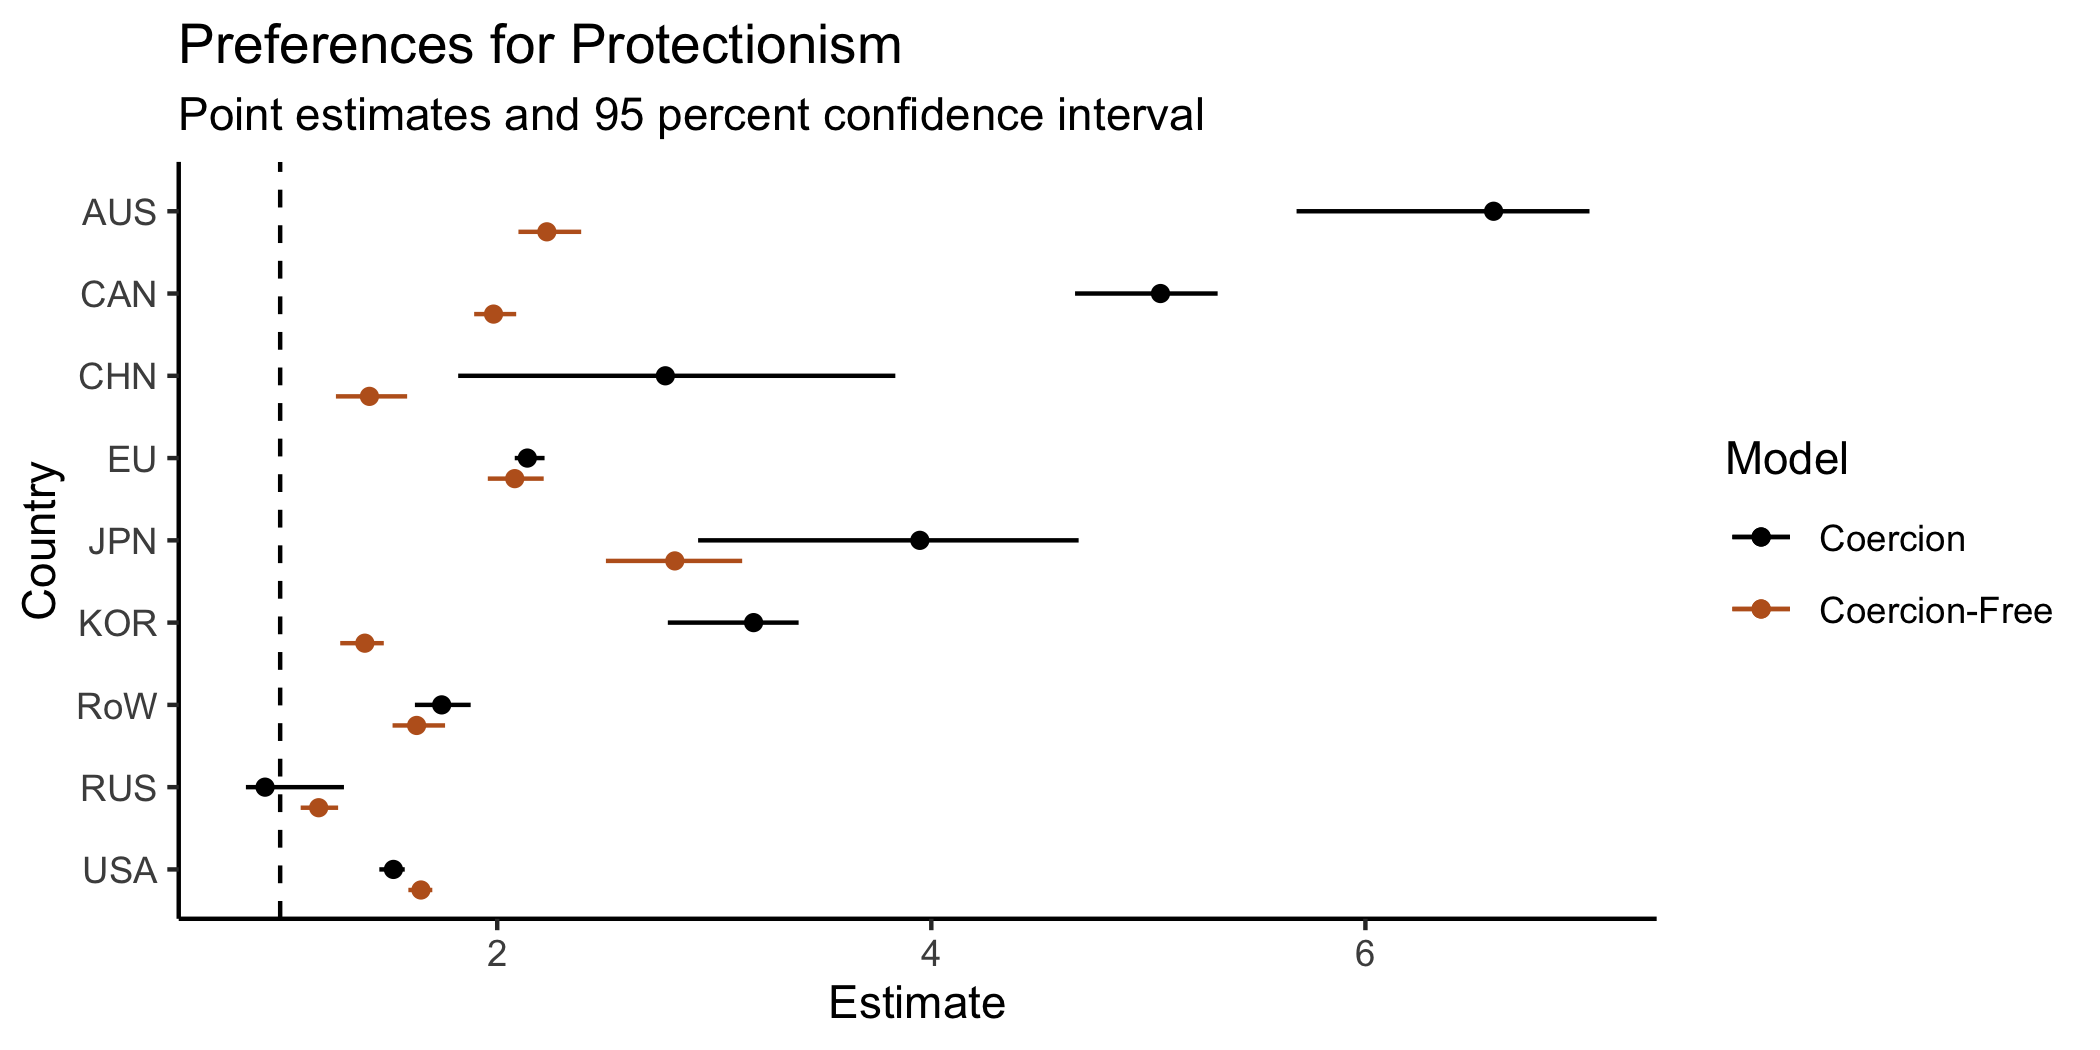 Preferences for Protectionism
Point estimates and 95 percent confidence interval
AUS
CAN
CHN
EU
JPN
KOR
RoW
RUS
USA
Country
2
4
6
Estimate
Model
Coercion
Coercion-Free